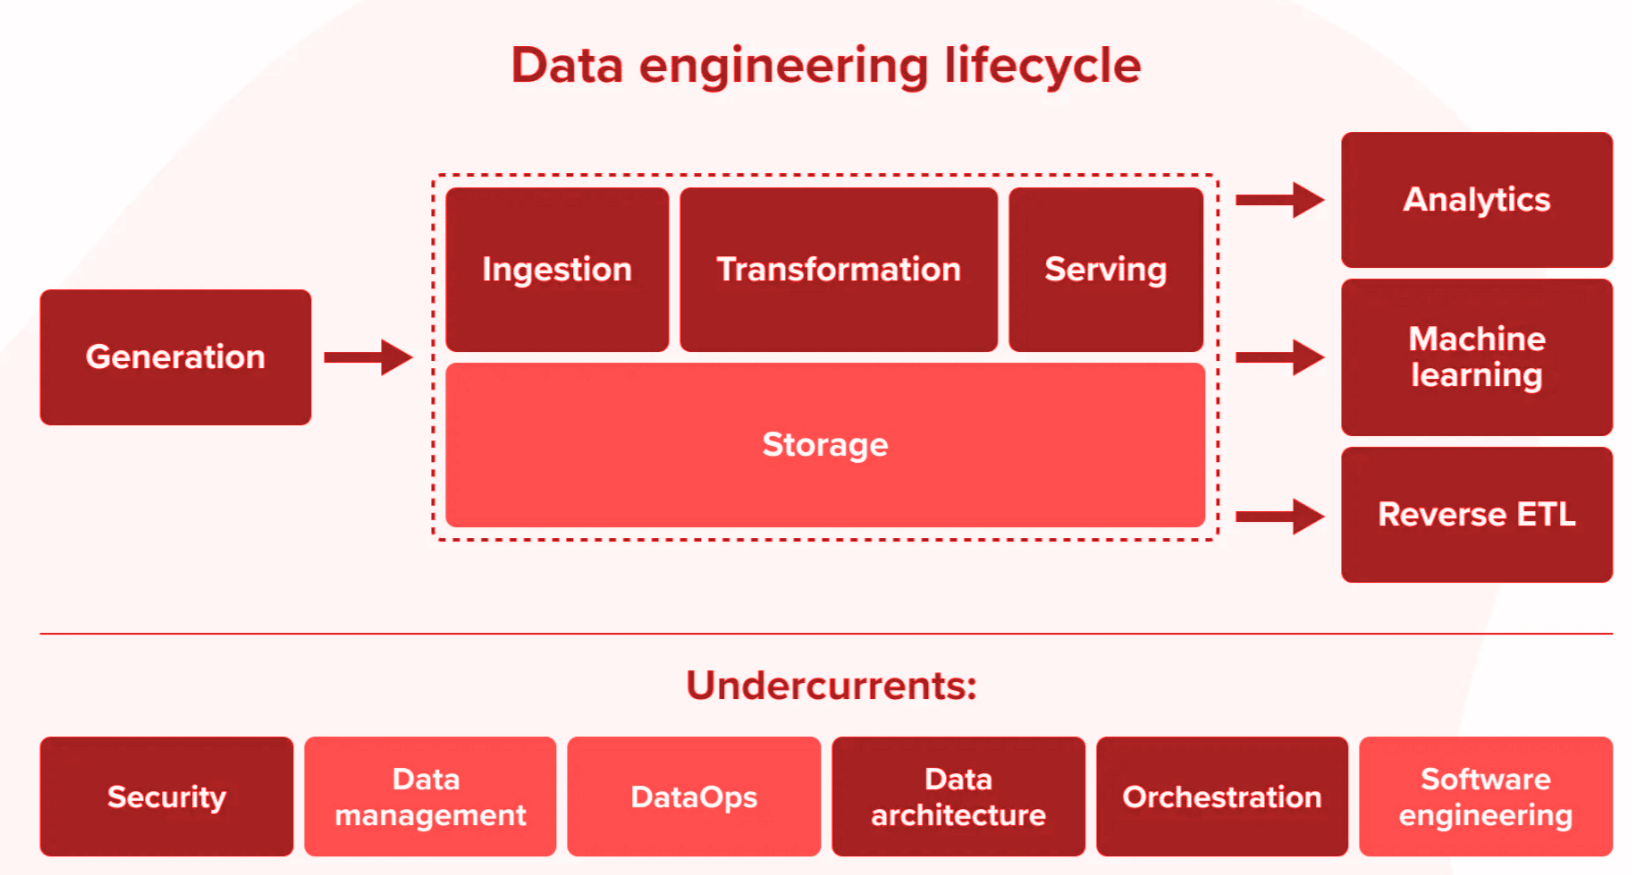 Data engineering lifecycle
Generation
Ingestion
Transformation
Serving
Storage
Analytics
Machine
learning
Reverse ETL
Undercurrents:
Security
Data
management
DataOps
Data
architecture
Orchestration
Software
engineering